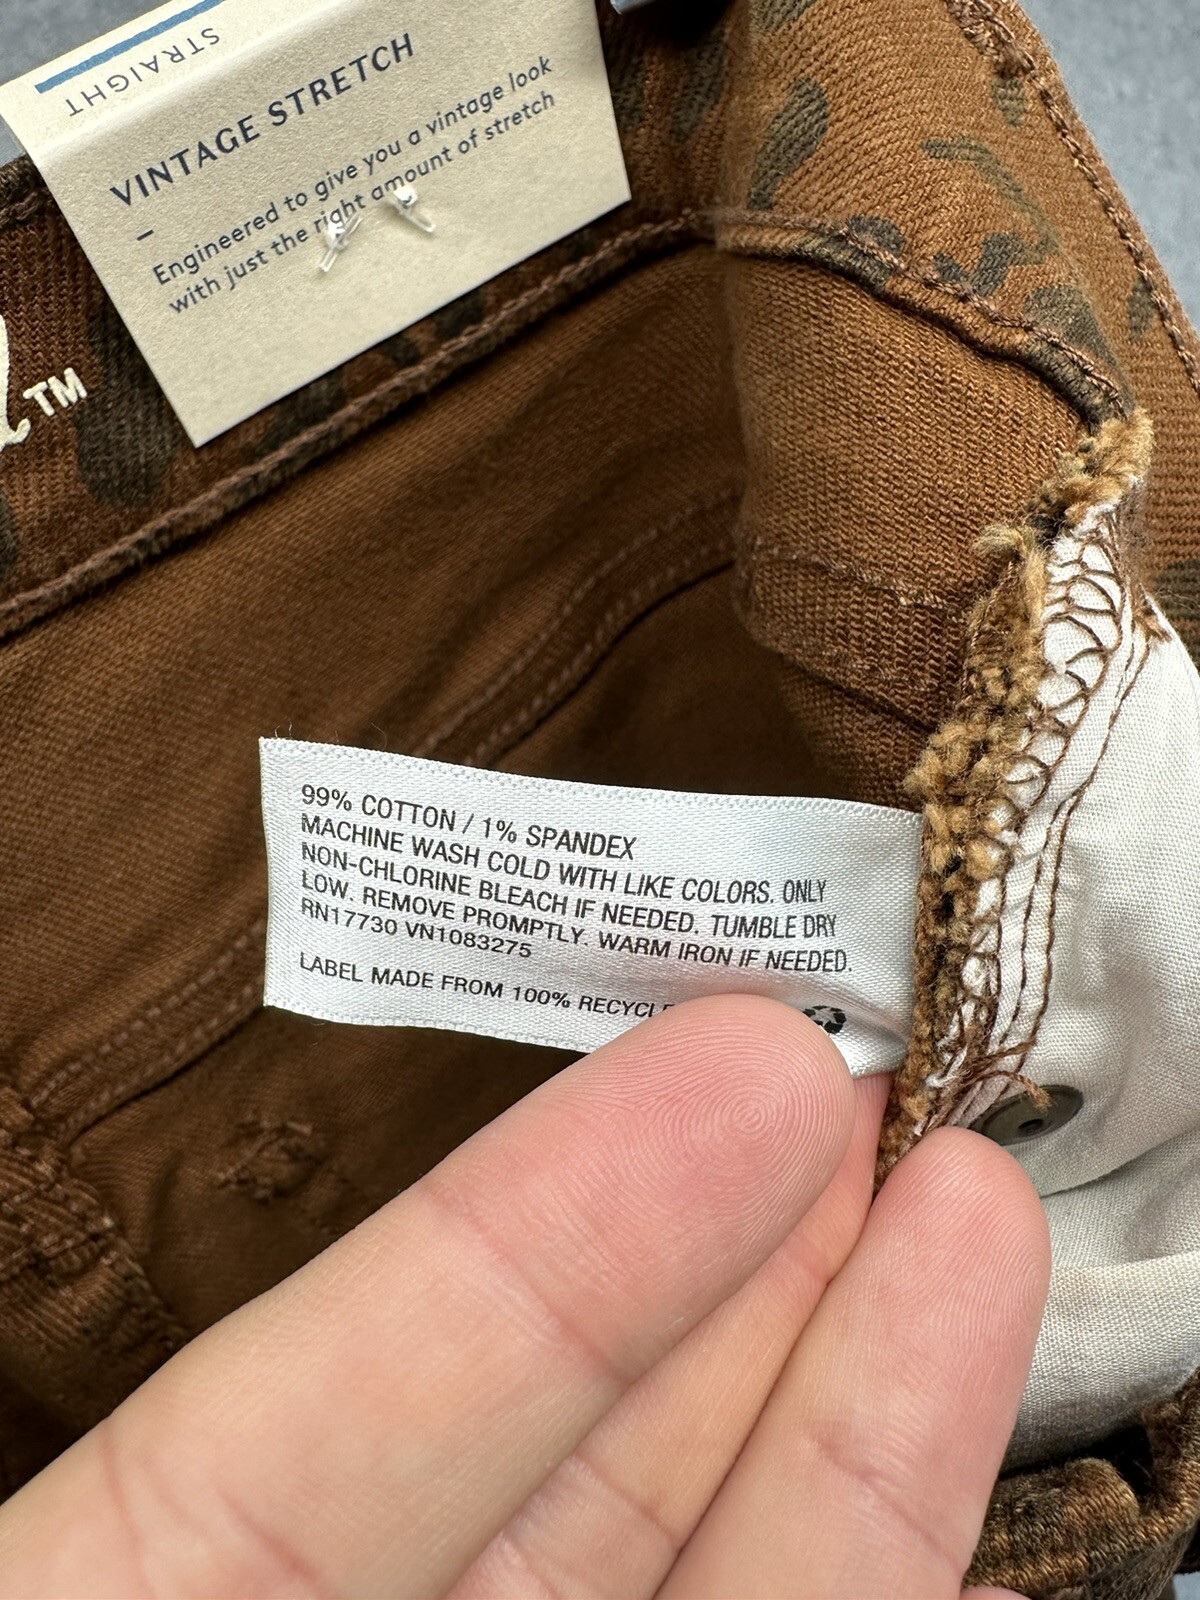 STRAIGHT
VINTAGE STRETCH
–
Engineered to give you a vintage look
with just the right amount of stretch
TM
99% COTTON / 1% SPANDEX
MACHINE WASH COLD WITH LIKE COLORS. ONLY
NON-CHLORINE BLEACH IF NEEDED. TUMBLE DRY
LOW. REMOVE PROMPTLY. WARM IRON IF NEEDED.
RN17730 VN1083275
LABEL MADE FROM 100%